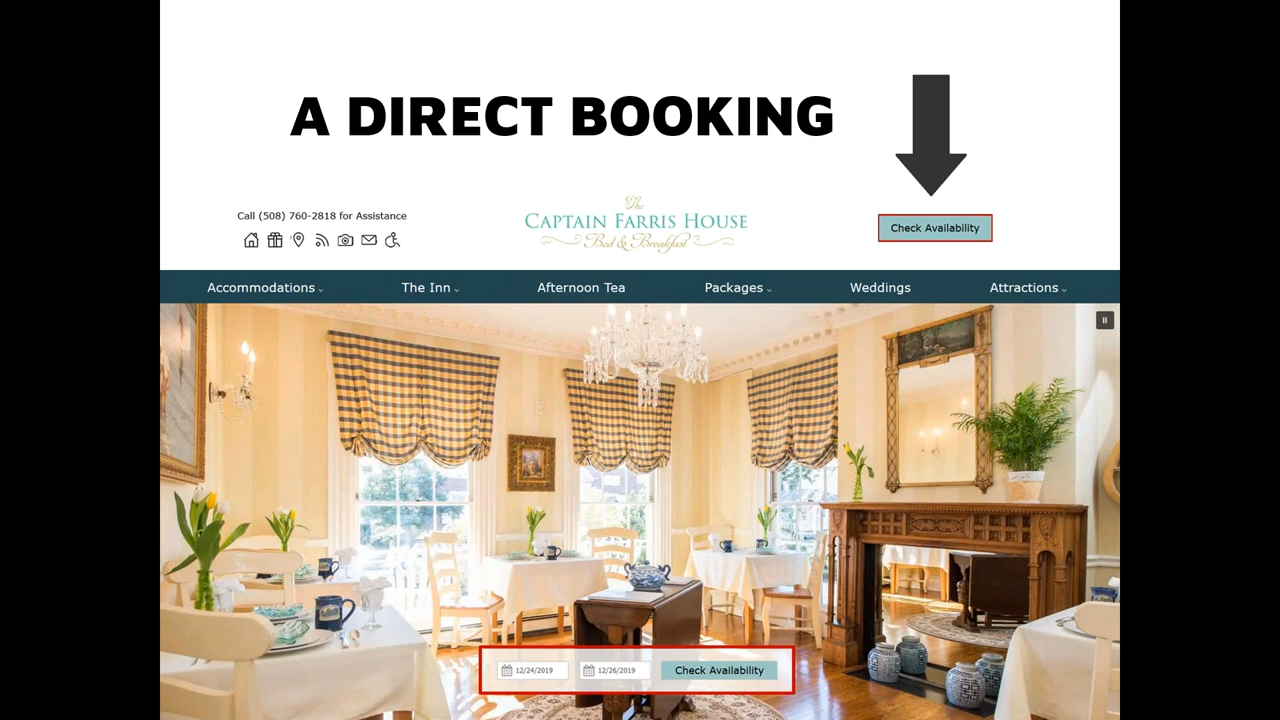 A DIRECT BOOKING
Call (508) 760-2818 for Assistance
The
CAPTAIN FARRIS HOUSE
Bed & Breakfast
Check Availability
Accommodations
The Inn
Afternoon Tea
Packages
Weddings
Attractions
12/24/2019
12/26/2019
Check Availability